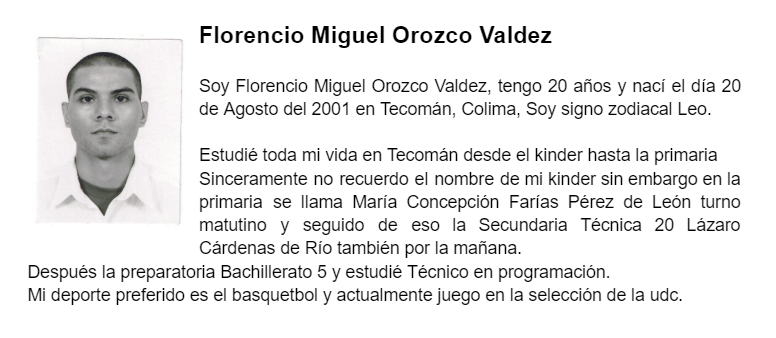 Florencio Miguel Orozco Valdez
Soy Florencio Miguel Orozco Valdez, tengo 20 años y nací el día 20
de Agosto del 2001 en Tecomán, Colima, Soy signo zodiacal Leo.
Estudié toda mi vida en Tecomán desde el kinder hasta la primaria
Sinceramente no recuerdo el nombre de mi kinder sin embargo en la
primaria se llama María Concepción Farías Pérez de León turno
matutino y seguido de eso la Secundaria Técnica 20 Lázaro
Cárdenas de Río también por la mañana.
Después la preparatoria Bachillerato 5 y estudié Técnico en programación.
Mi deporte preferido es el basquetbol y actualmente juego en la selección de la udc.